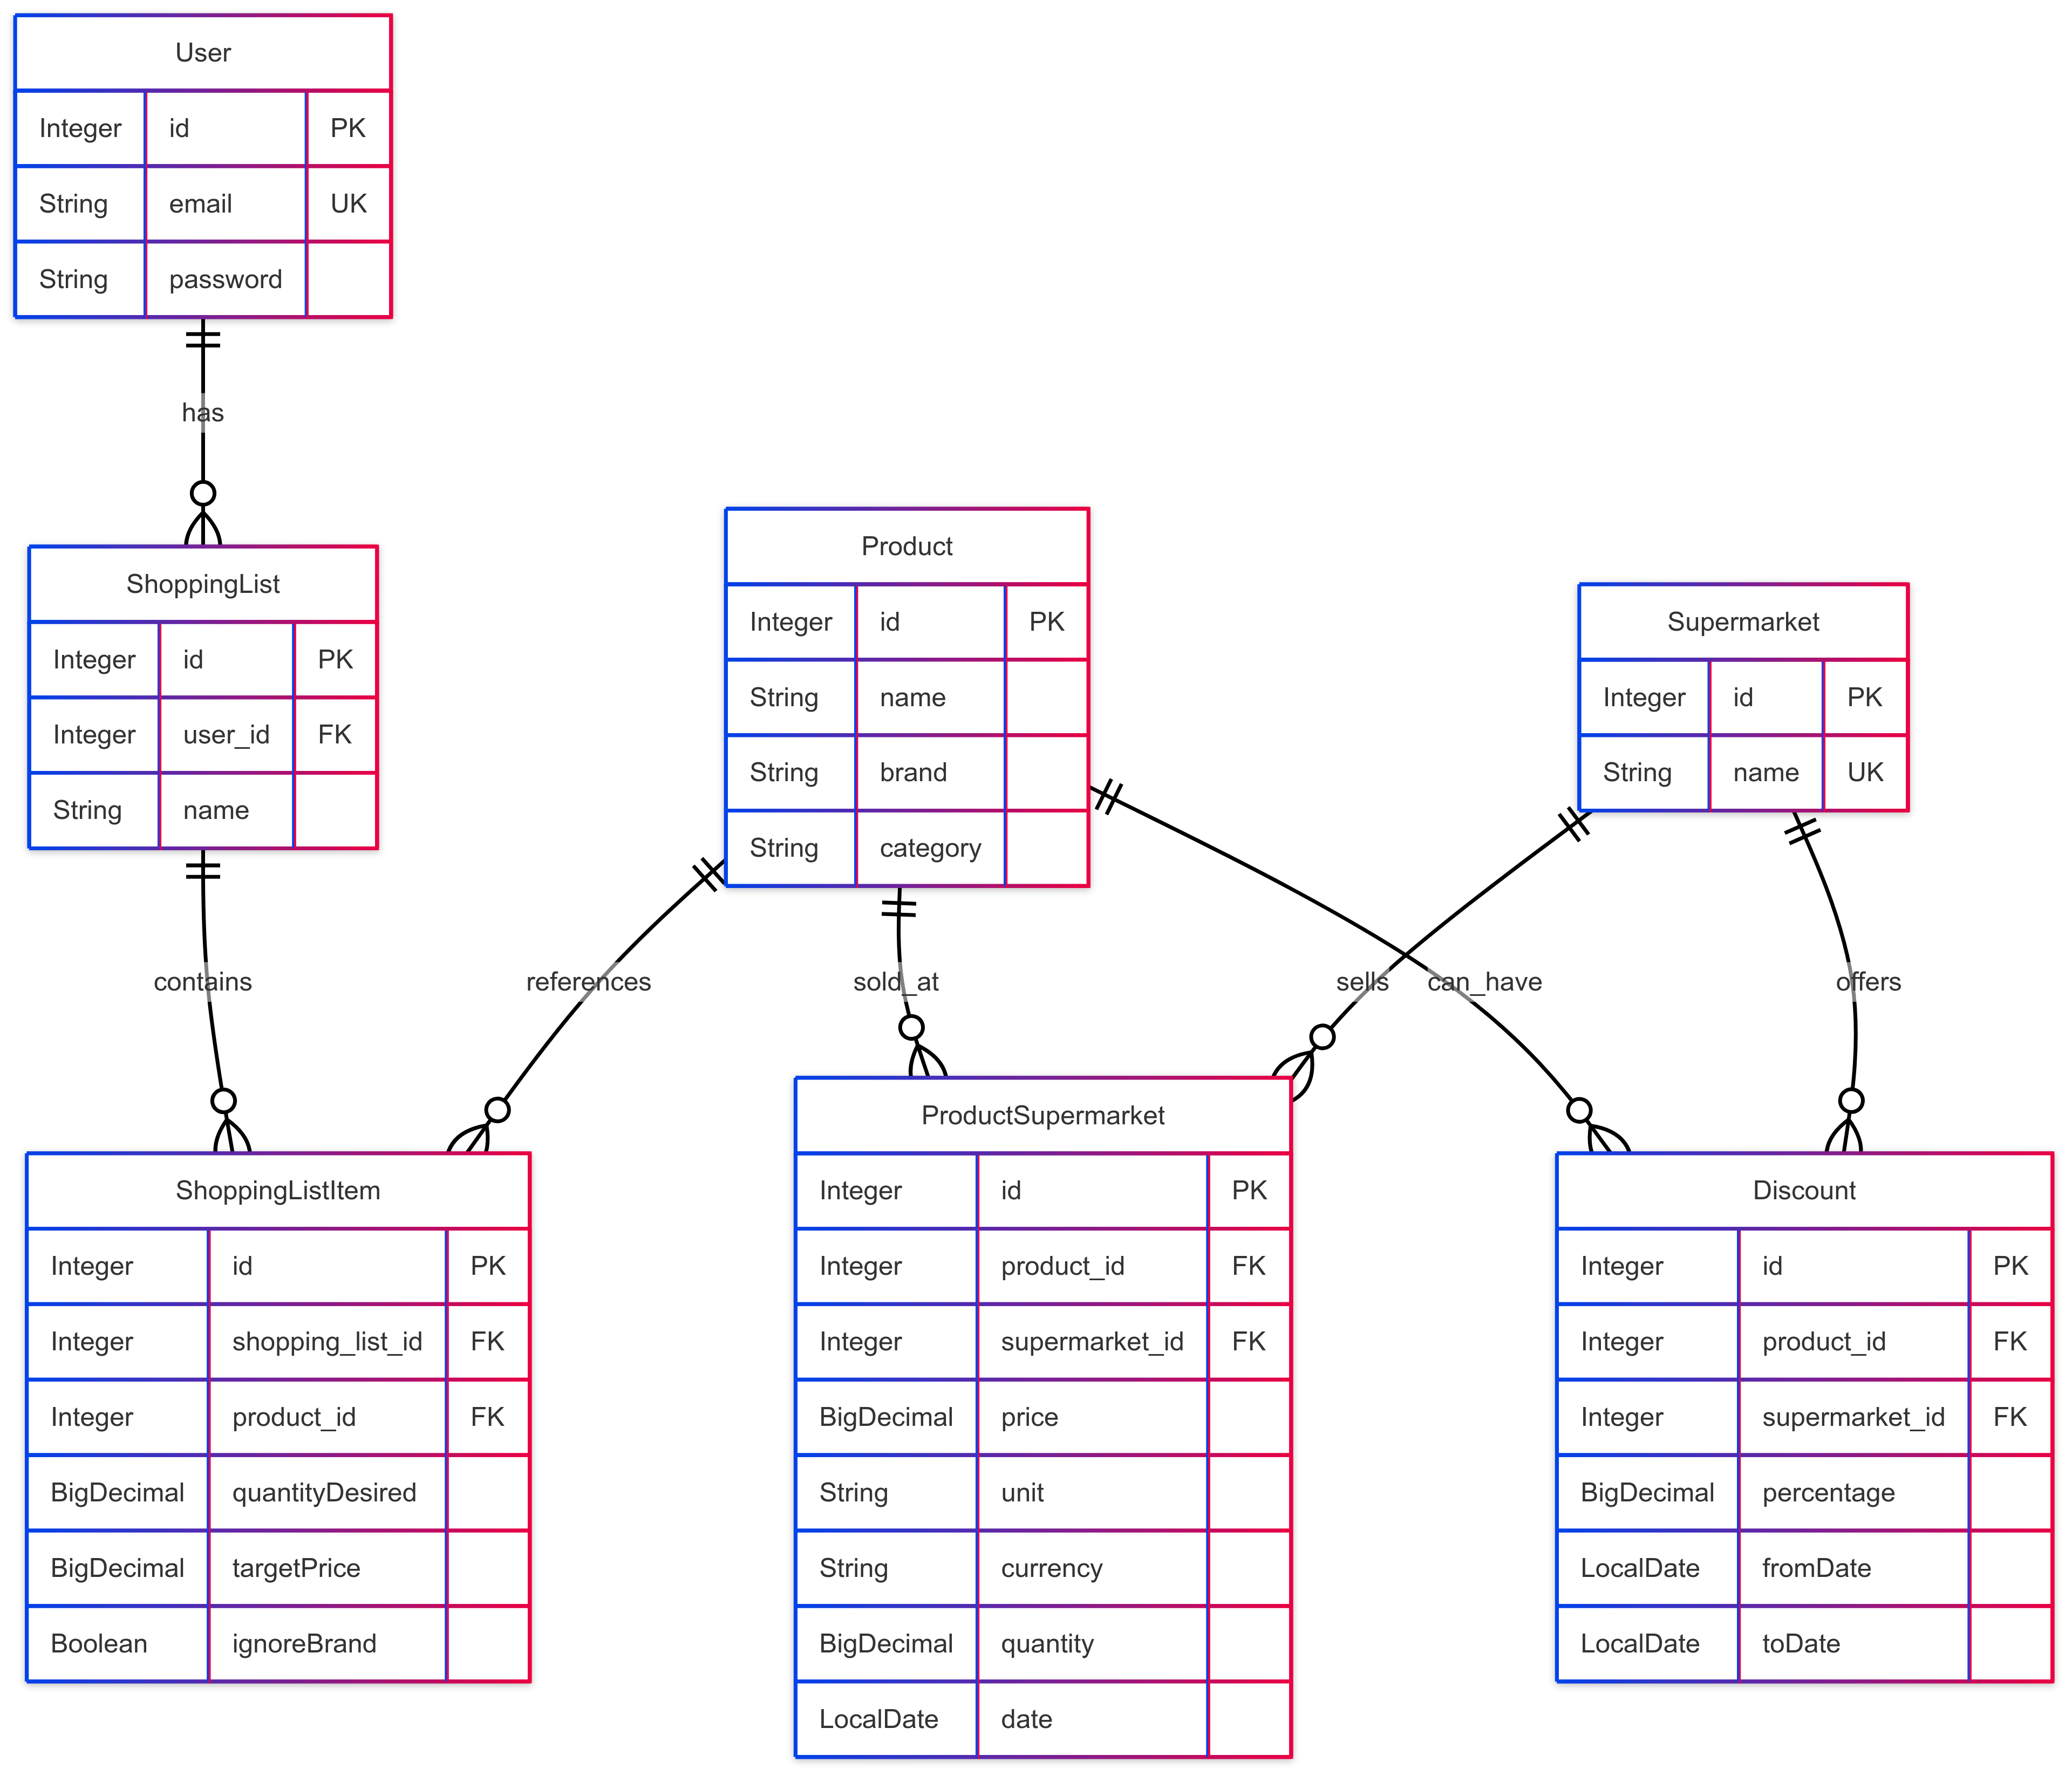 User
Integer id PK
String email UK
String password
has
ShoppingList
Integer id PK
Integer user_id FK
String name
contains
Product
Integer id PK
String name
String brand
String category
references
sold_at
Supermarket
Integer id PK
String name UK
sells
can_have
offers
ShoppingListItem
Integer id PK
Integer shopping_list_id FK
Integer product_id FK
BigDecimal quantityDesired
BigDecimal targetPrice
Boolean ignoreBrand
ProductSupermarket
Integer id PK
Integer product_id FK
Integer supermarket_id FK
BigDecimal price
String unit
String currency
BigDecimal quantity
LocalDate date
Discount
Integer id PK
Integer product_id FK
Integer supermarket_id FK
BigDecimal percentage
LocalDate fromDate
LocalDate toDate